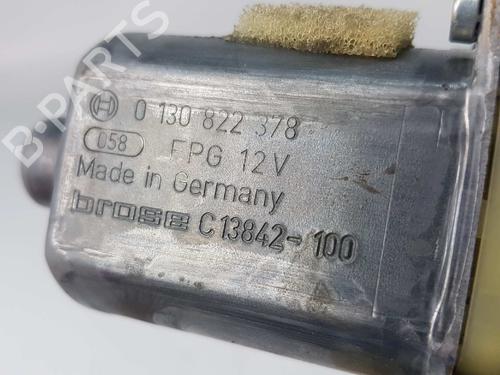 B-PARTS
0 130 822 378
058 FPG 12V
Made in Germany
brose C13842-100